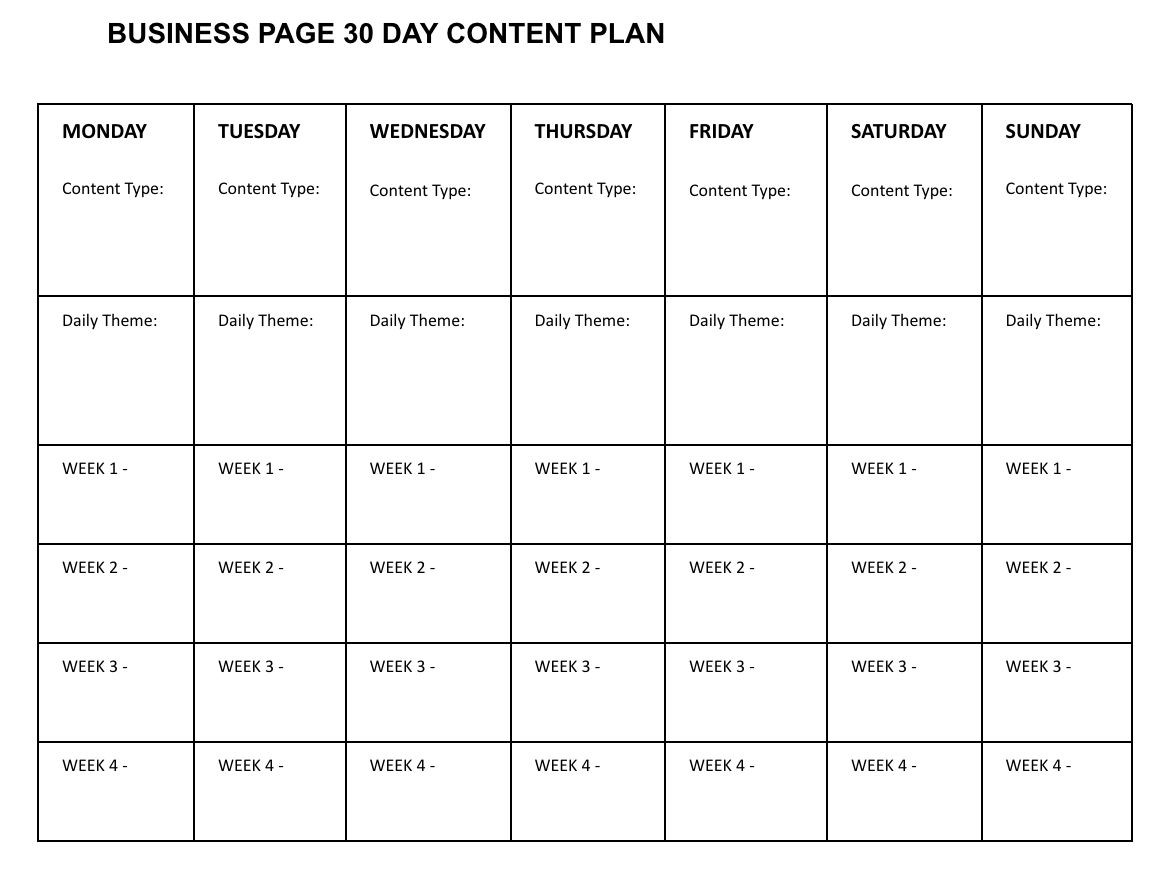 BUSINESS PAGE 30 DAY CONTENT PLAN
MONDAY TUESDAY WEDNESDAY THURSDAY FRIDAY SATURDAY SUNDAY
Content Type: Content Type: Content Type: Content Type: Content Type: Content Type: Content Type:
Daily Theme: Daily Theme: Daily Theme: Daily Theme: Daily Theme: Daily Theme: Daily Theme:
WEEK 1 - WEEK 1 - WEEK 1 - WEEK 1 - WEEK 1 - WEEK 1 - WEEK 1 -
WEEK 2 - WEEK 2 - WEEK 2 - WEEK 2 - WEEK 2 - WEEK 2 - WEEK 2 -
WEEK 3 - WEEK 3 - WEEK 3 - WEEK 3 - WEEK 3 - WEEK 3 - WEEK 3 -
WEEK 4 - WEEK 4 - WEEK 4 - WEEK 4 - WEEK 4 - WEEK 4 - WEEK 4 -